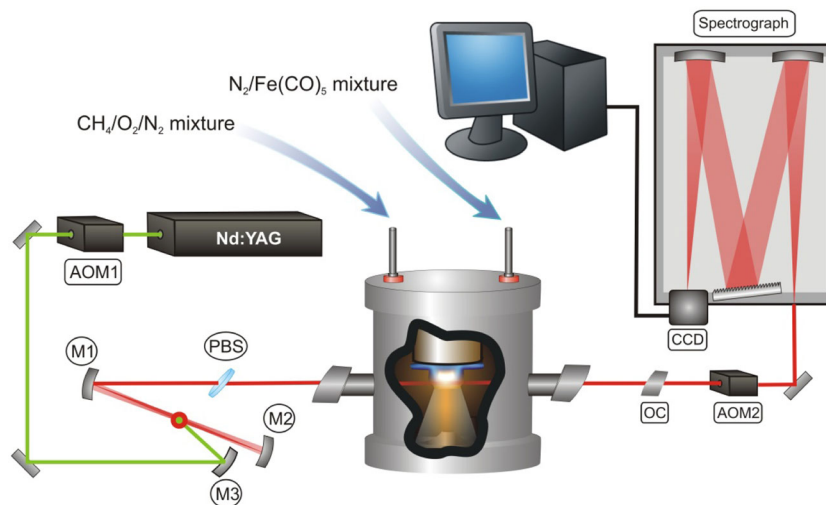 Spectrograph
N₂/Fe(CO)₅ mixture
CH₄/O₂/N₂ mixture
Nd:YAG
AOM1
CCD
M1
PBS
M2
OC
AOM2
M3